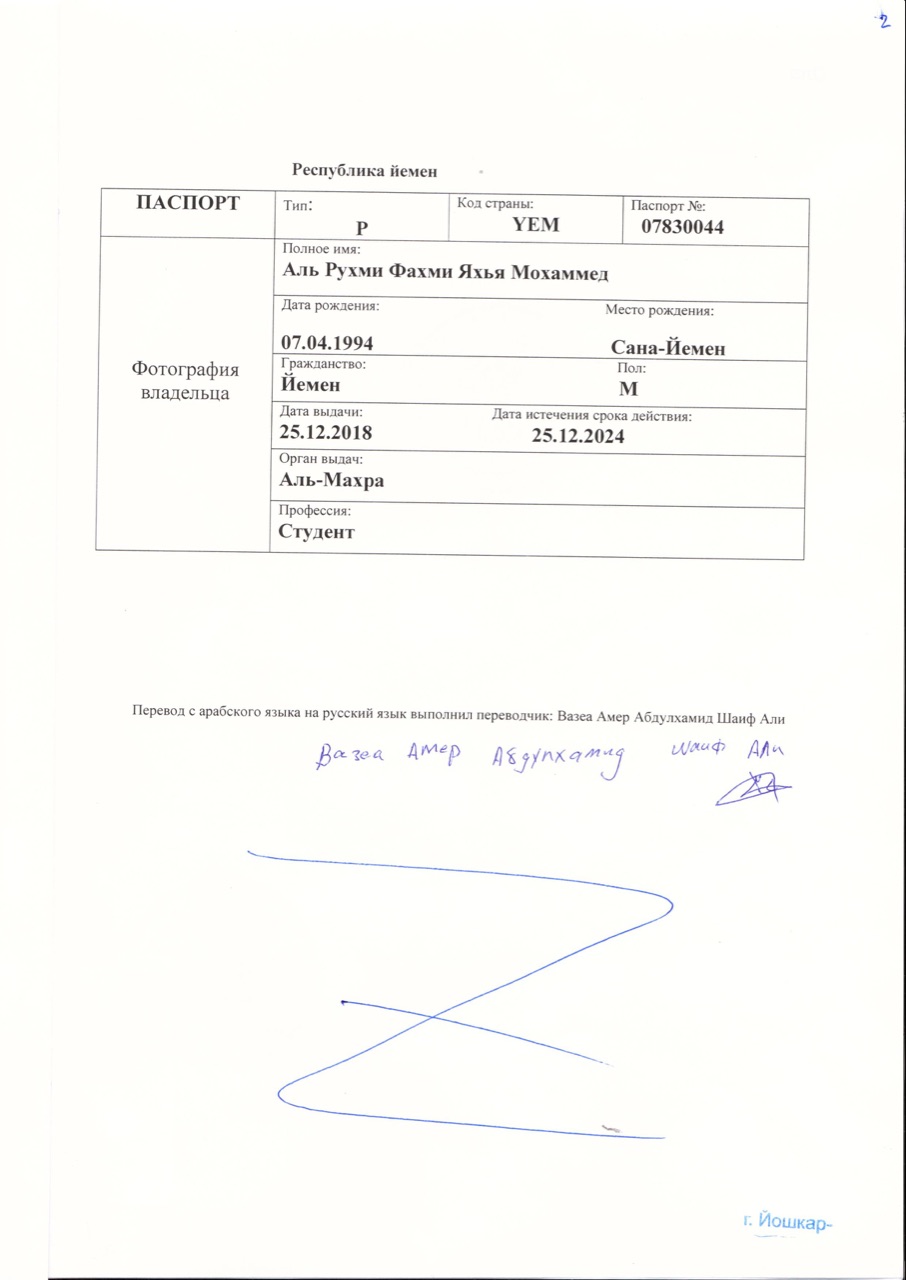 2
Республика йемен
ПАСПОРТ
Тип:
P
Код страны:
YEM
Паспорт №:
07830044
Фотография
владельца
Полное имя:
Аль Рухми Фахми Яхья Мохаммед
Дата рождения: Место рождения:
07.04.1994 Сана-Йемен
Гражданство: Пол:
Йемен М
Дата выдачи: Дата истечения срока действия:
25.12.2018 25.12.2024
Орган выдач:
Аль-Махра
Профессия:
Студент
Перевод с арабского языка на русский язык выполнил переводчик: Вазеа Амер Абдулхамид Шаиф Али
Вазеа Амер Абдулхамид Шаиф Али
г. Йошкар-